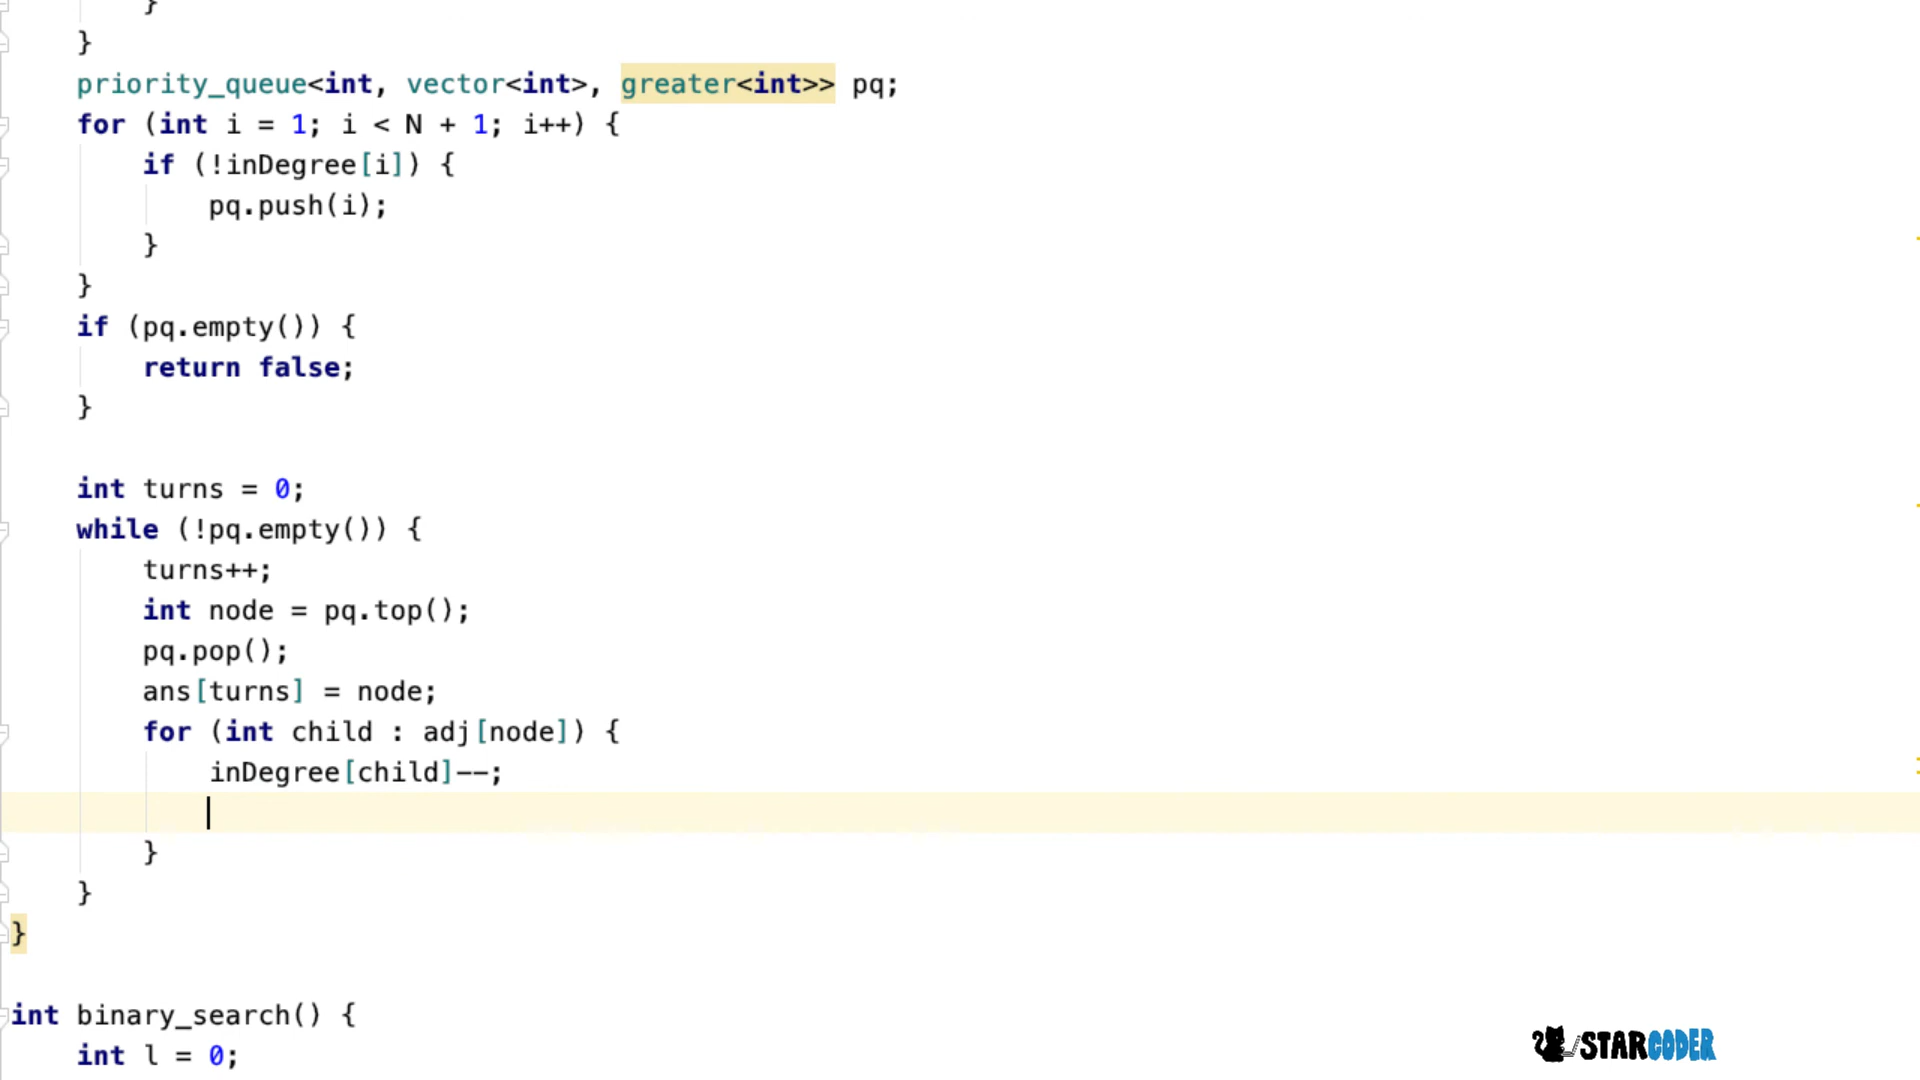 }
}
priority_queue<int, vector<int>, greater<int>> pq;
for (int i = 1; i < N + 1; i++) {
if (!inDegree[i]) {
pq.push(i);
}
}
if (pq.empty()) {
return false;
}
int turns = 0;
while (!pq.empty()) {
turns++;
int node = pq.top();
pq.pop();
ans[turns] = node;
for (int child : adj[node]) {
inDegree[child]--;
}
}
}
int binary_search() {
int l = 0;
STARCODER